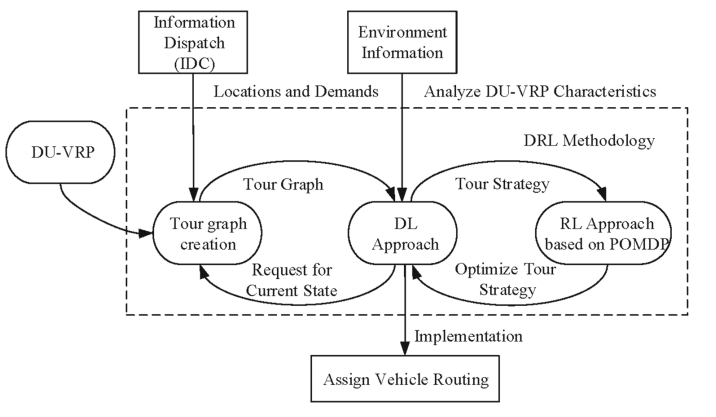 Information
Dispatch
(IDC)
Environment
Information
Locations and Demands
Analyze DU-VRP Characteristics
DRL Methodology
DU-VRP
Tour Graph
Tour Strategy
Tour graph
creation
DL
Approach
RL Approach
based on POMDP
Request for
Current State
Optimize Tour
Strategy
Implementation
Assign Vehicle Routing